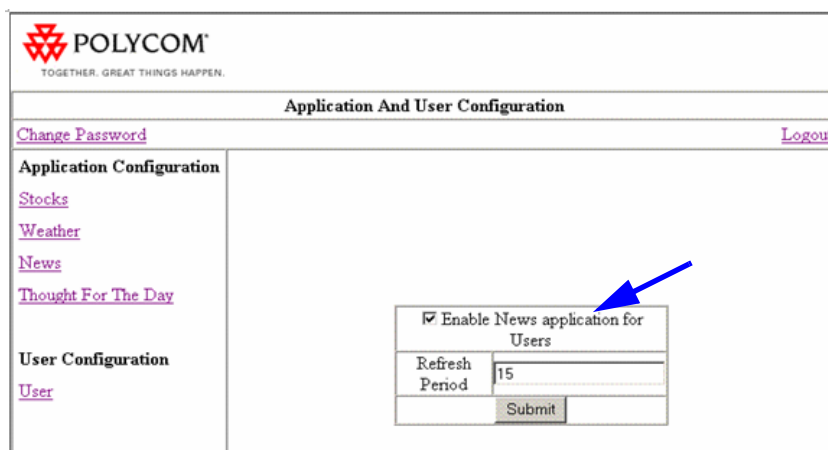 POLYCOM
TOGETHER. GREAT THINGS HAPPEN.
Application And User Configuration
Change Password
Logou
Application Configuration
Stocks
Weather
News
Thought For The Day
User Configuration
User
Enable News application for
Users
Refresh
Period
15
Submit